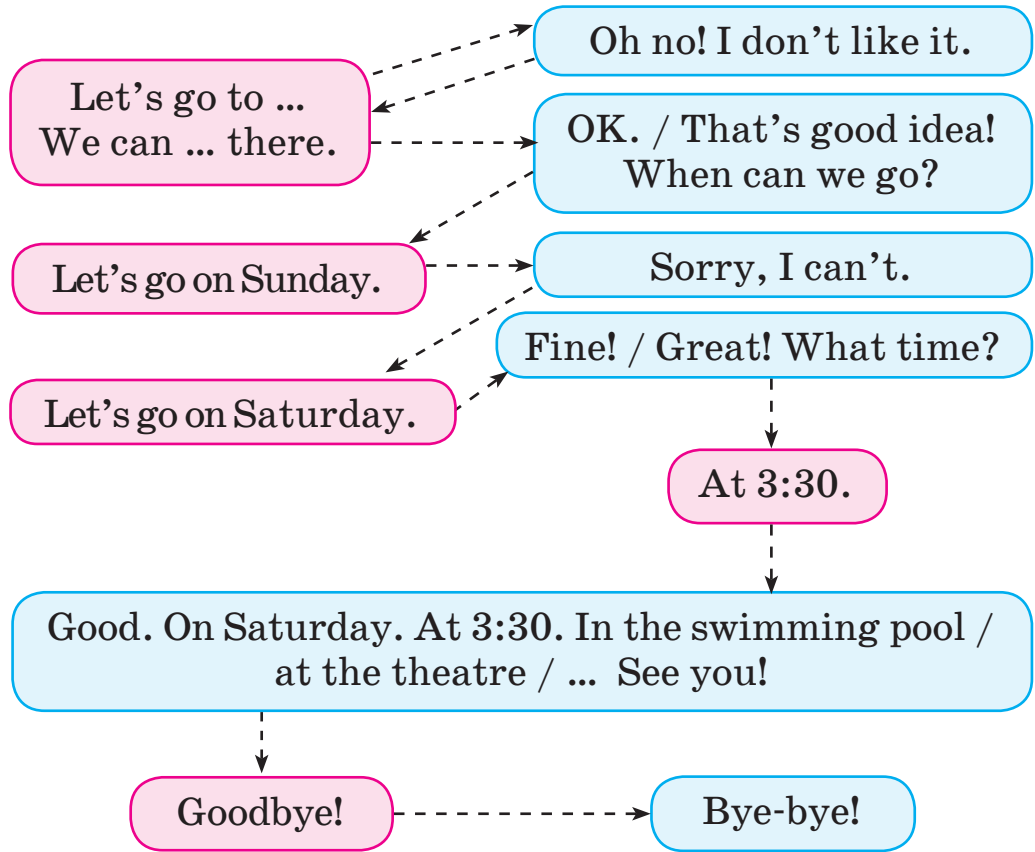 Oh no! I don't like it.
Let's go to ...
We can ... there.
OK. / That's good idea!
When can we go?
Let's go on Sunday.
Sorry, I can't.
Fine! / Great! What time?
Let's go on Saturday.
At 3:30.
Good. On Saturday. At 3:30. In the swimming pool /
at the theatre / ... See you!
Goodbye!
Bye-bye!